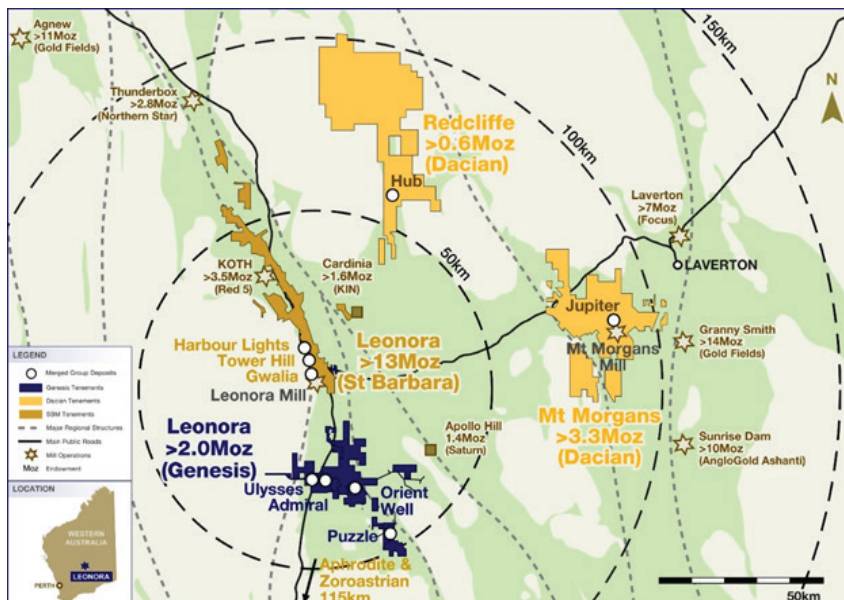 Agnew
>11Moz
(Gold Fields)
Thunderbox
>2.8Moz
(Northern Star)
150km
N
100km
Redcliffe
>0.6Moz
(Dacian)
Hub
Laverton
>7Moz
(Focus)
LAVERTON
50km
KOTH
>3.5Moz
(Red 5)
Cardinia
>1.6Moz
(KIN)
Jupiter
Mt Morgans
Mill
Granny Smith
>14Moz
(Gold Fields)
Harbour Lights
Tower Hill
Gwalia
Leonora Mill
Leonora
>13Moz
(St Barbara)
Mt Morgans
>3.3Moz
(Dacian)
Apollo Hill
1.4Moz
(Saturn)
Sunrise Dam
>10Moz
(AngloGold Ashanti)
Leonora
>2.0Moz
(Genesis)
Ulysses
Admiral
Orient
Well
Puzzle
Aphrodite &
Zoroastrian
115km
50km
LEGEND
Merged Group Deposits
Genesis Tenements
Dacian Tenements
SBM Tenements
Major Regional Structures
Main Public Roads
Mill Operations
Moz Endowment
LOCATION
WESTERN
AUSTRALIA
PERTH
LEONORA